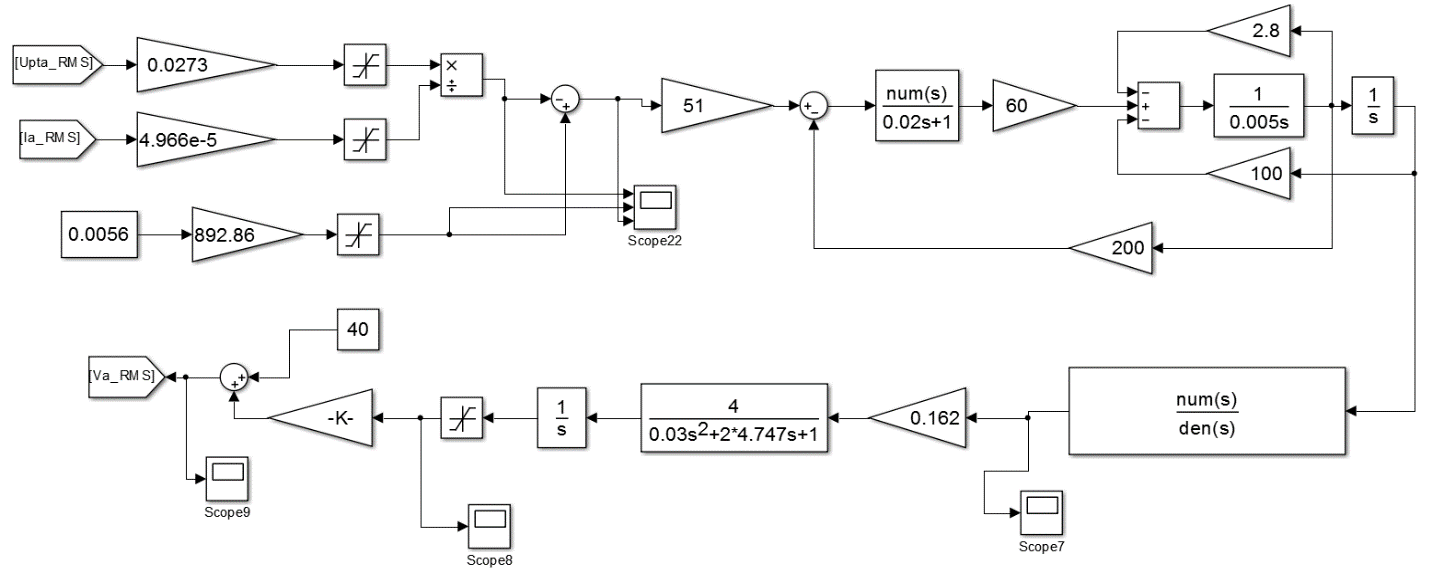 [Upta_RMS]
0.0273
×
÷
[Ia_RMS]
4.966e-5
0.0056
892.86
- +
Scope22
51
+ -
num(s)
0.02s+1
60
-
+
-
2.8
1
0.005s
1
s
100
200
40
[Va_RMS]
+ +
-K-
Scope9
Scope8
1
s
4
0.03s²+2*4.747s+1
0.162
Scope7
num(s)
den(s)